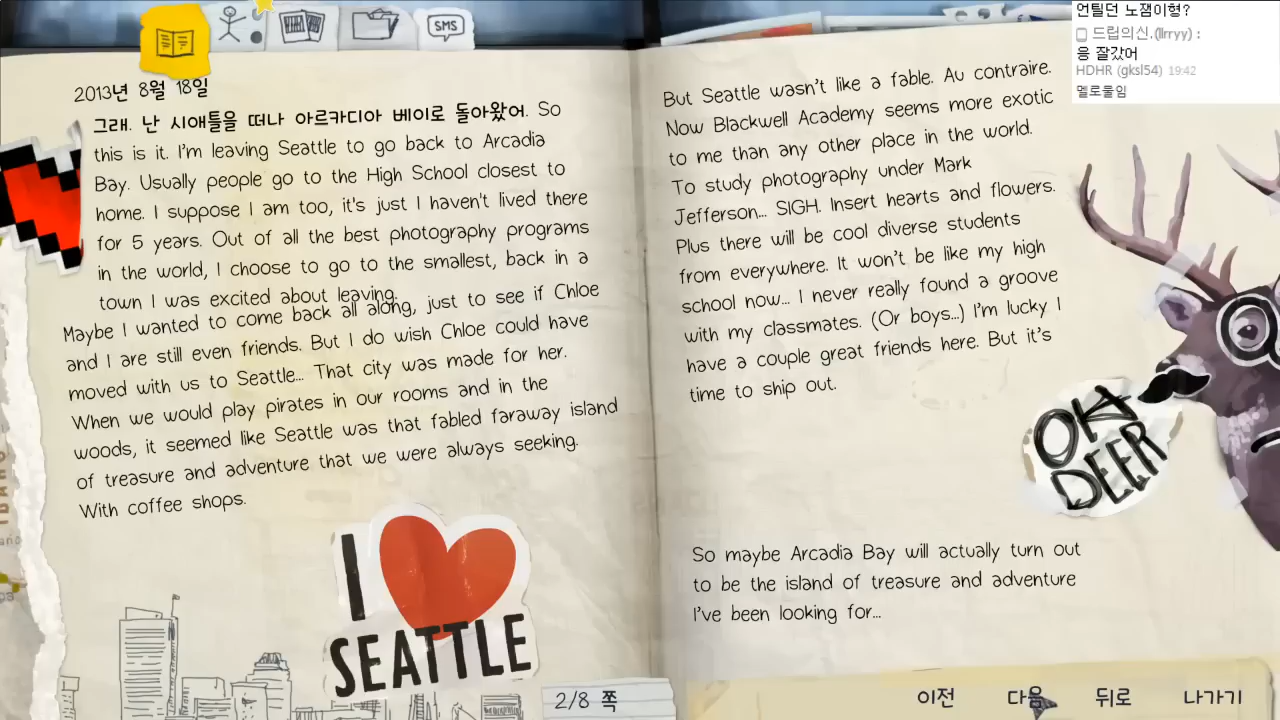 SMS
언틸던 노잼이형?
드립의신.(llrryy) :
응 잘갔어
HDHR (gksl54) 19:42
멜로물임
2013년 8월 18일
그래. 난 시애틀을 떠나 아르카디아 베이로 돌아왔어. So
this is it. I'm leaving Seattle to go back to Arcadia
Bay. Usually people go to the High School closest to
home. I suppose I am too, it's just I haven't lived there
for 5 years. Out of all the best photography programs
in the world, I choose to go to the smallest, back in a
town I was excited about leaving.
Maybe I wanted to come back all along, just to see if Chloe
and I are still even friends. But I do wish Chloe could have
moved with us to Seattle... That city was made for her.
When we would play pirates in our rooms and in the
woods, it seemed like Seattle was that fabled faraway island
of treasure and adventure that we were always seeking.
With coffee shops.
I
SEATTLE
2/8 쪽
But Seattle wasn't like a fable. Au contraire.
Now Blackwell Academy seems more exotic
to me than any other place in the world.
To study photography under Mark
Jefferson... SIGH. Insert hearts and flowers.
Plus there will be cool diverse students
from everywhere. It won't be like my high
school now... I never really found a groove
with my classmates. (Or boys...) I'm lucky I
have a couple great friends here. But it's
time to ship out.
OH
DEER
So maybe Arcadia Bay will actually turn out
to be the island of treasure and adventure
I've been looking for...
이전 다음 뒤로 나가기